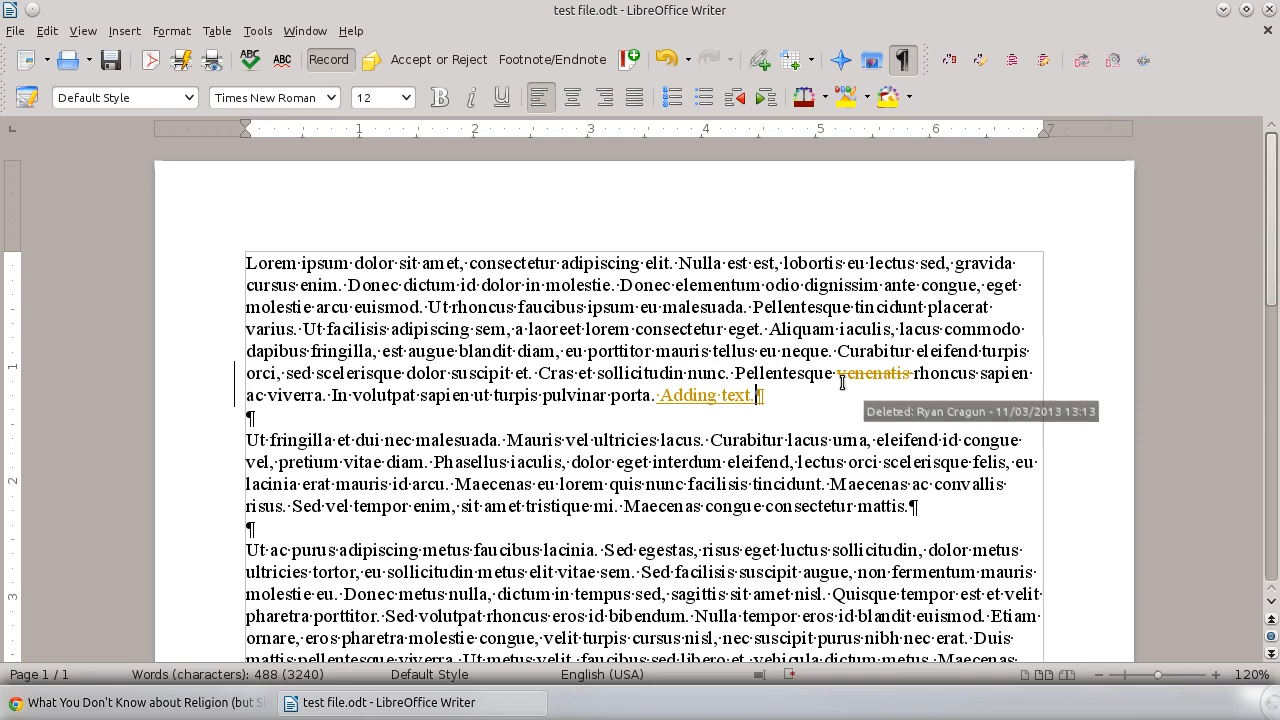 test file.odt - LibreOffice Writer
File Edit View Insert Format Table Tools Window Help
Record Accept or Reject Footnote/Endnote
Default Style Times New Roman 12
1 2 3 4 5 6 7
Lorem ipsum dolor sit amet, consectetur adipiscing elit. Nulla est est, lobortis eu lectus sed, gravida
cursus enim. Donec dictum id dolor in molestie. Donec elementum odio dignissim ante congue, eget
molestie arcu euismod. Ut rhoncus faucibus ipsum eu malesuada. Pellentesque tincidunt placerat
varius. Ut facilisis adipiscing sem, a laoreet lorem consectetur eget. Aliquam iaculis, lacus commodo
dapibus fringilla, est augue blandit diam, eu porttitor mauris tellus eu neque. Curabitur eleifend turpis
orci, sed scelerisque dolor suscipit et. Cras et sollicitudin nunc. Pellentesque venenatis rhoncus sapien
ac viverra. In volutpat sapien ut turpis pulvinar porta. Adding text.¶
Deleted: Ryan Cragun - 11/03/2013 13:13
¶
Ut fringilla et dui nec malesuada. Mauris vel ultricies lacus. Curabitur lacus urna, eleifend id congue
vel, pretium vitae diam. Phasellus iaculis, dolor eget interdum eleifend, lectus orci scelerisque felis, eu
lacinia erat mauris id arcu. Maecenas eu lorem quis nunc facilisis tincidunt. Maecenas ac convallis
risus. Sed vel tempor enim, sit amet tristique mi. Maecenas congue consectetur mattis.¶
¶
Ut ac purus adipiscing metus faucibus lacinia. Sed egestas, risus eget luctus sollicitudin, dolor metus
ultricies tortor, eu sollicitudin metus elit vitae sem. Sed facilisis suscipit augue, non fermentum mauris
molestie eu. Donec metus nulla, dictum in tempus sed, sagittis sit amet nisl. Quisque tempor est et velit
pharetra porttitor. Sed volutpat rhoncus eros id bibendum. Nulla tempor eros id blandit euismod. Etiam
ornare, eros pharetra molestie congue, velit turpis cursus nisl, nec suscipit purus nibh nec erat. Duis
mattis pellentesque viverra. Ut metus velit, faucibus sed libero et, vehicula dictum metus. Maecenas
1
2
3
Page 1 / 1 Words (characters): 488 (3240) Default Style English (USA) 120%
What You Don't Know about Religion (but S test file.odt - LibreOffice Writer